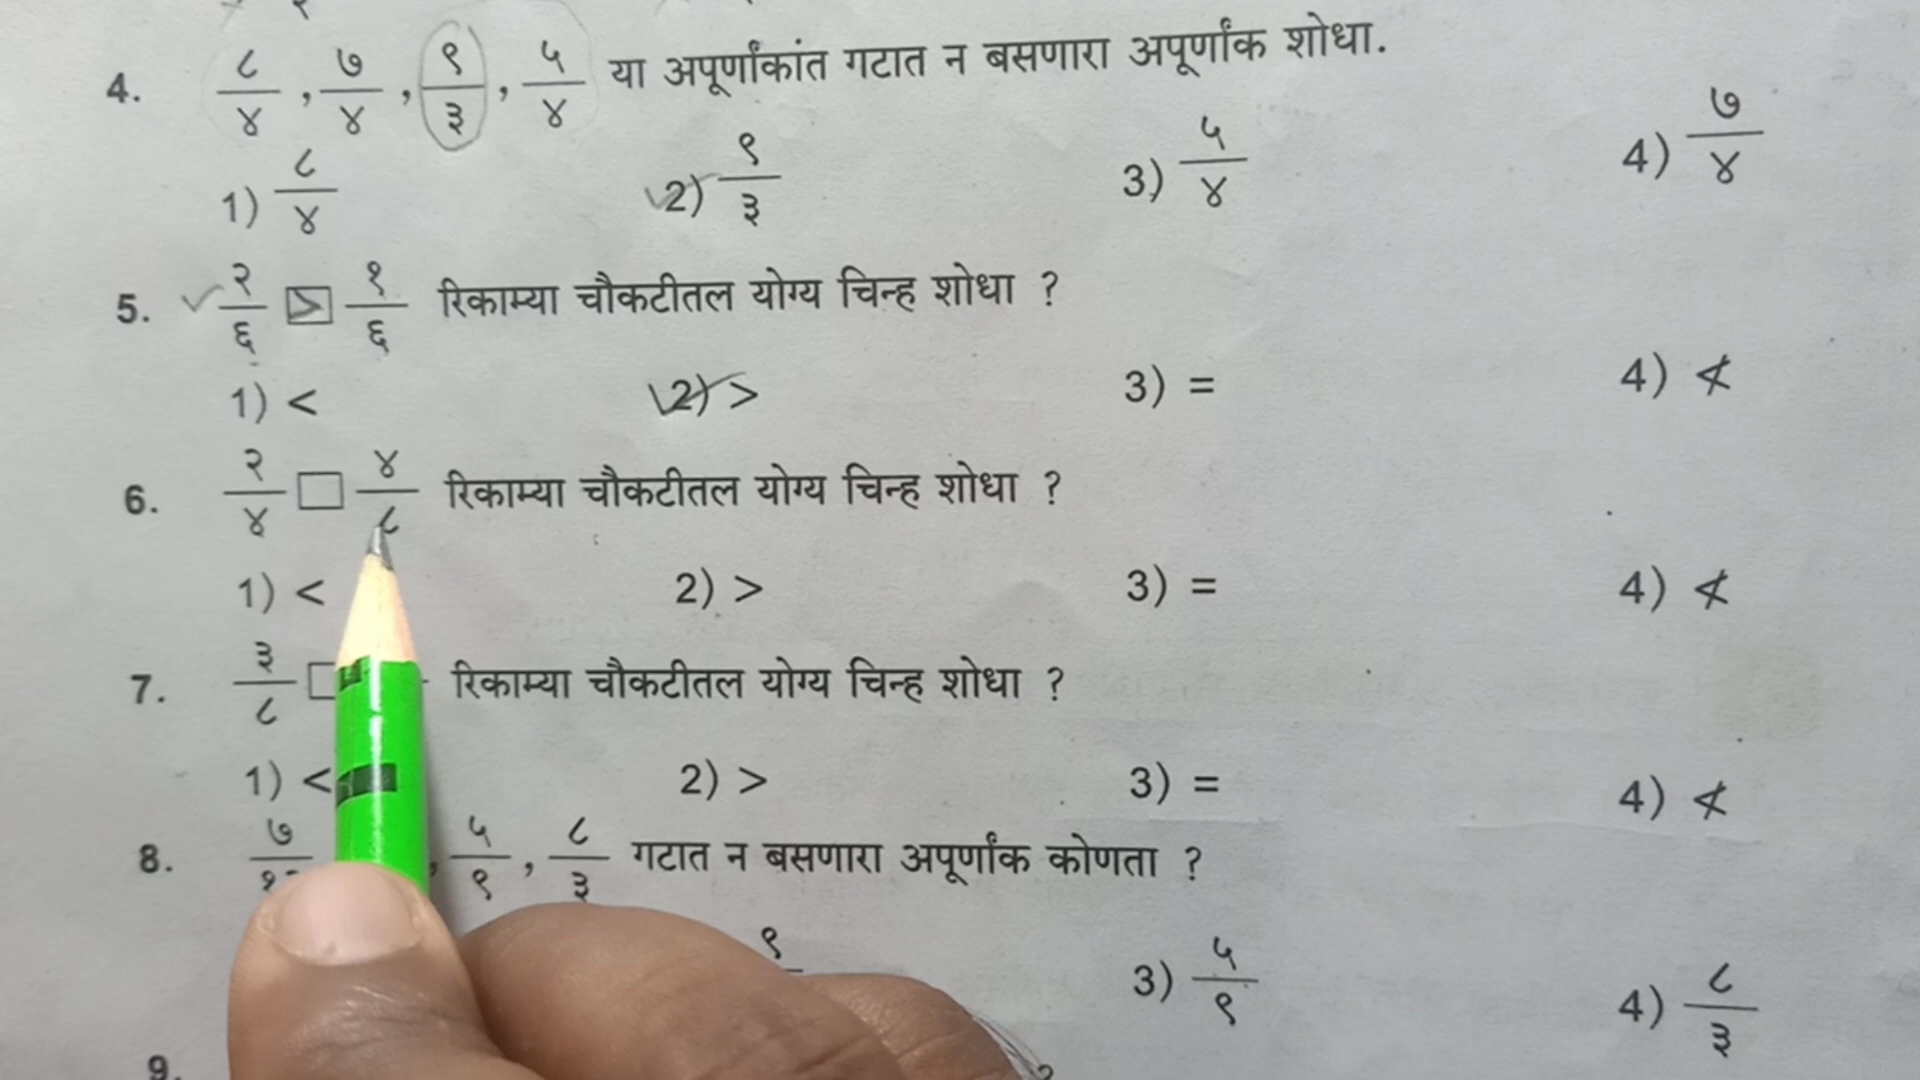 4. ८/४ , ७/४ , ९/३ , ५/४ या अपूर्णांकांत गटात न बसणारा अपूर्णांक शोधा.
1) ८/४ 2) ९/३ 3) ५/४ 4) ७/४
5. २/६ > १/६ रिकाम्या चौकटीतल योग्य चिन्ह शोधा ?
1) < 2) > 3) = 4) ≮
6. २/४ □ ४/८ रिकाम्या चौकटीतल योग्य चिन्ह शोधा ?
1) < 2) > 3) = 4) ≮
7. ३/८ □ रिकाम्या चौकटीतल योग्य चिन्ह शोधा ?
1) < 2) > 3) = 4) ≮
8. ७ , ५/९ , ८/३ गटात न बसणारा अपूर्णांक कोणता ?
९ 3) ५/९ 4) ८/३
9.